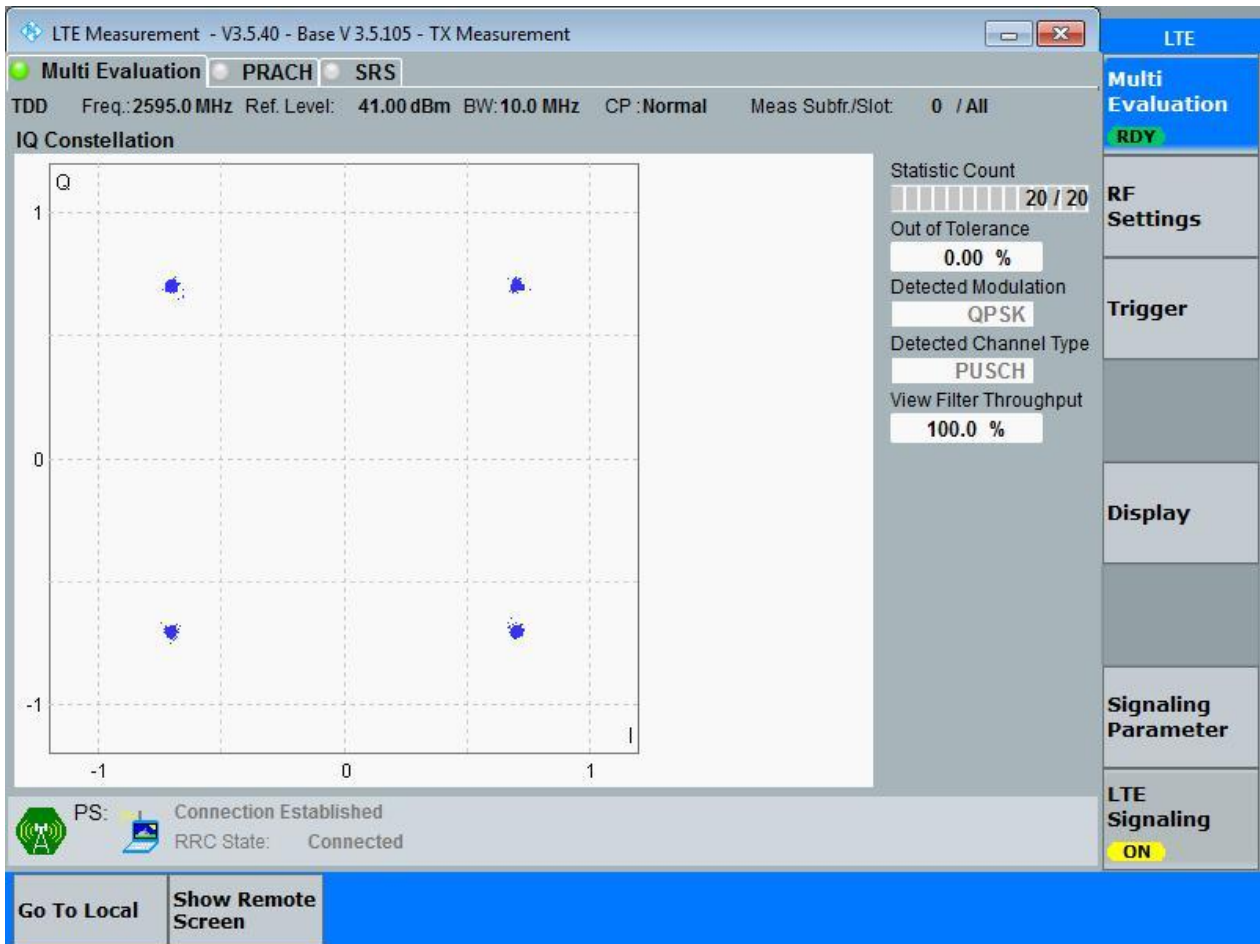 LTE Measurement - V3.5.40 - Base V 3.5.105 - TX Measurement
LTE
Multi Evaluation PRACH SRS
Multi
Evaluation
RDY
TDD Freq.:2595.0 MHz Ref. Level: 41.00 dBm BW:10.0 MHz CP :Normal Meas Subfr./Slot: 0 / All
IQ Constellation
Q
1
0
-1
I
-1 0 1
Statistic Count
20 / 20
Out of Tolerance
0.00 %
Detected Modulation
QPSK
Detected Channel Type
PUSCH
View Filter Throughput
100.0 %
RF
Settings
Trigger
Display
Signaling
Parameter
LTE
Signaling
ON
PS: Connection Established
RRC State: Connected
Go To Local
Show Remote
Screen